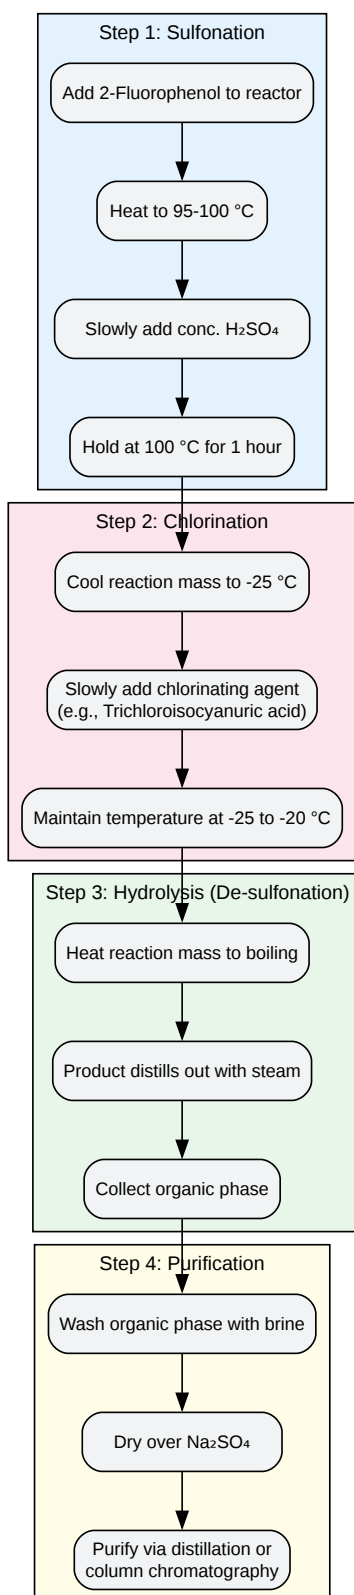 Step 1: Sulfonation
Add 2-Fluorophenol to reactor
Heat to 95-100 °C
Slowly add conc. H₂SO₄
Hold at 100 °C for 1 hour
Step 2: Chlorination
Cool reaction mass to -25 °C
Slowly add chlorinating agent
(e.g., Trichloroisocyanuric acid)
Maintain temperature at -25 to -20 °C
Step 3: Hydrolysis (De-sulfonation)
Heat reaction mass to boiling
Product distills out with steam
Collect organic phase
Step 4: Purification
Wash organic phase with brine
Dry over Na₂SO₄
Purify via distillation or
column chromatography